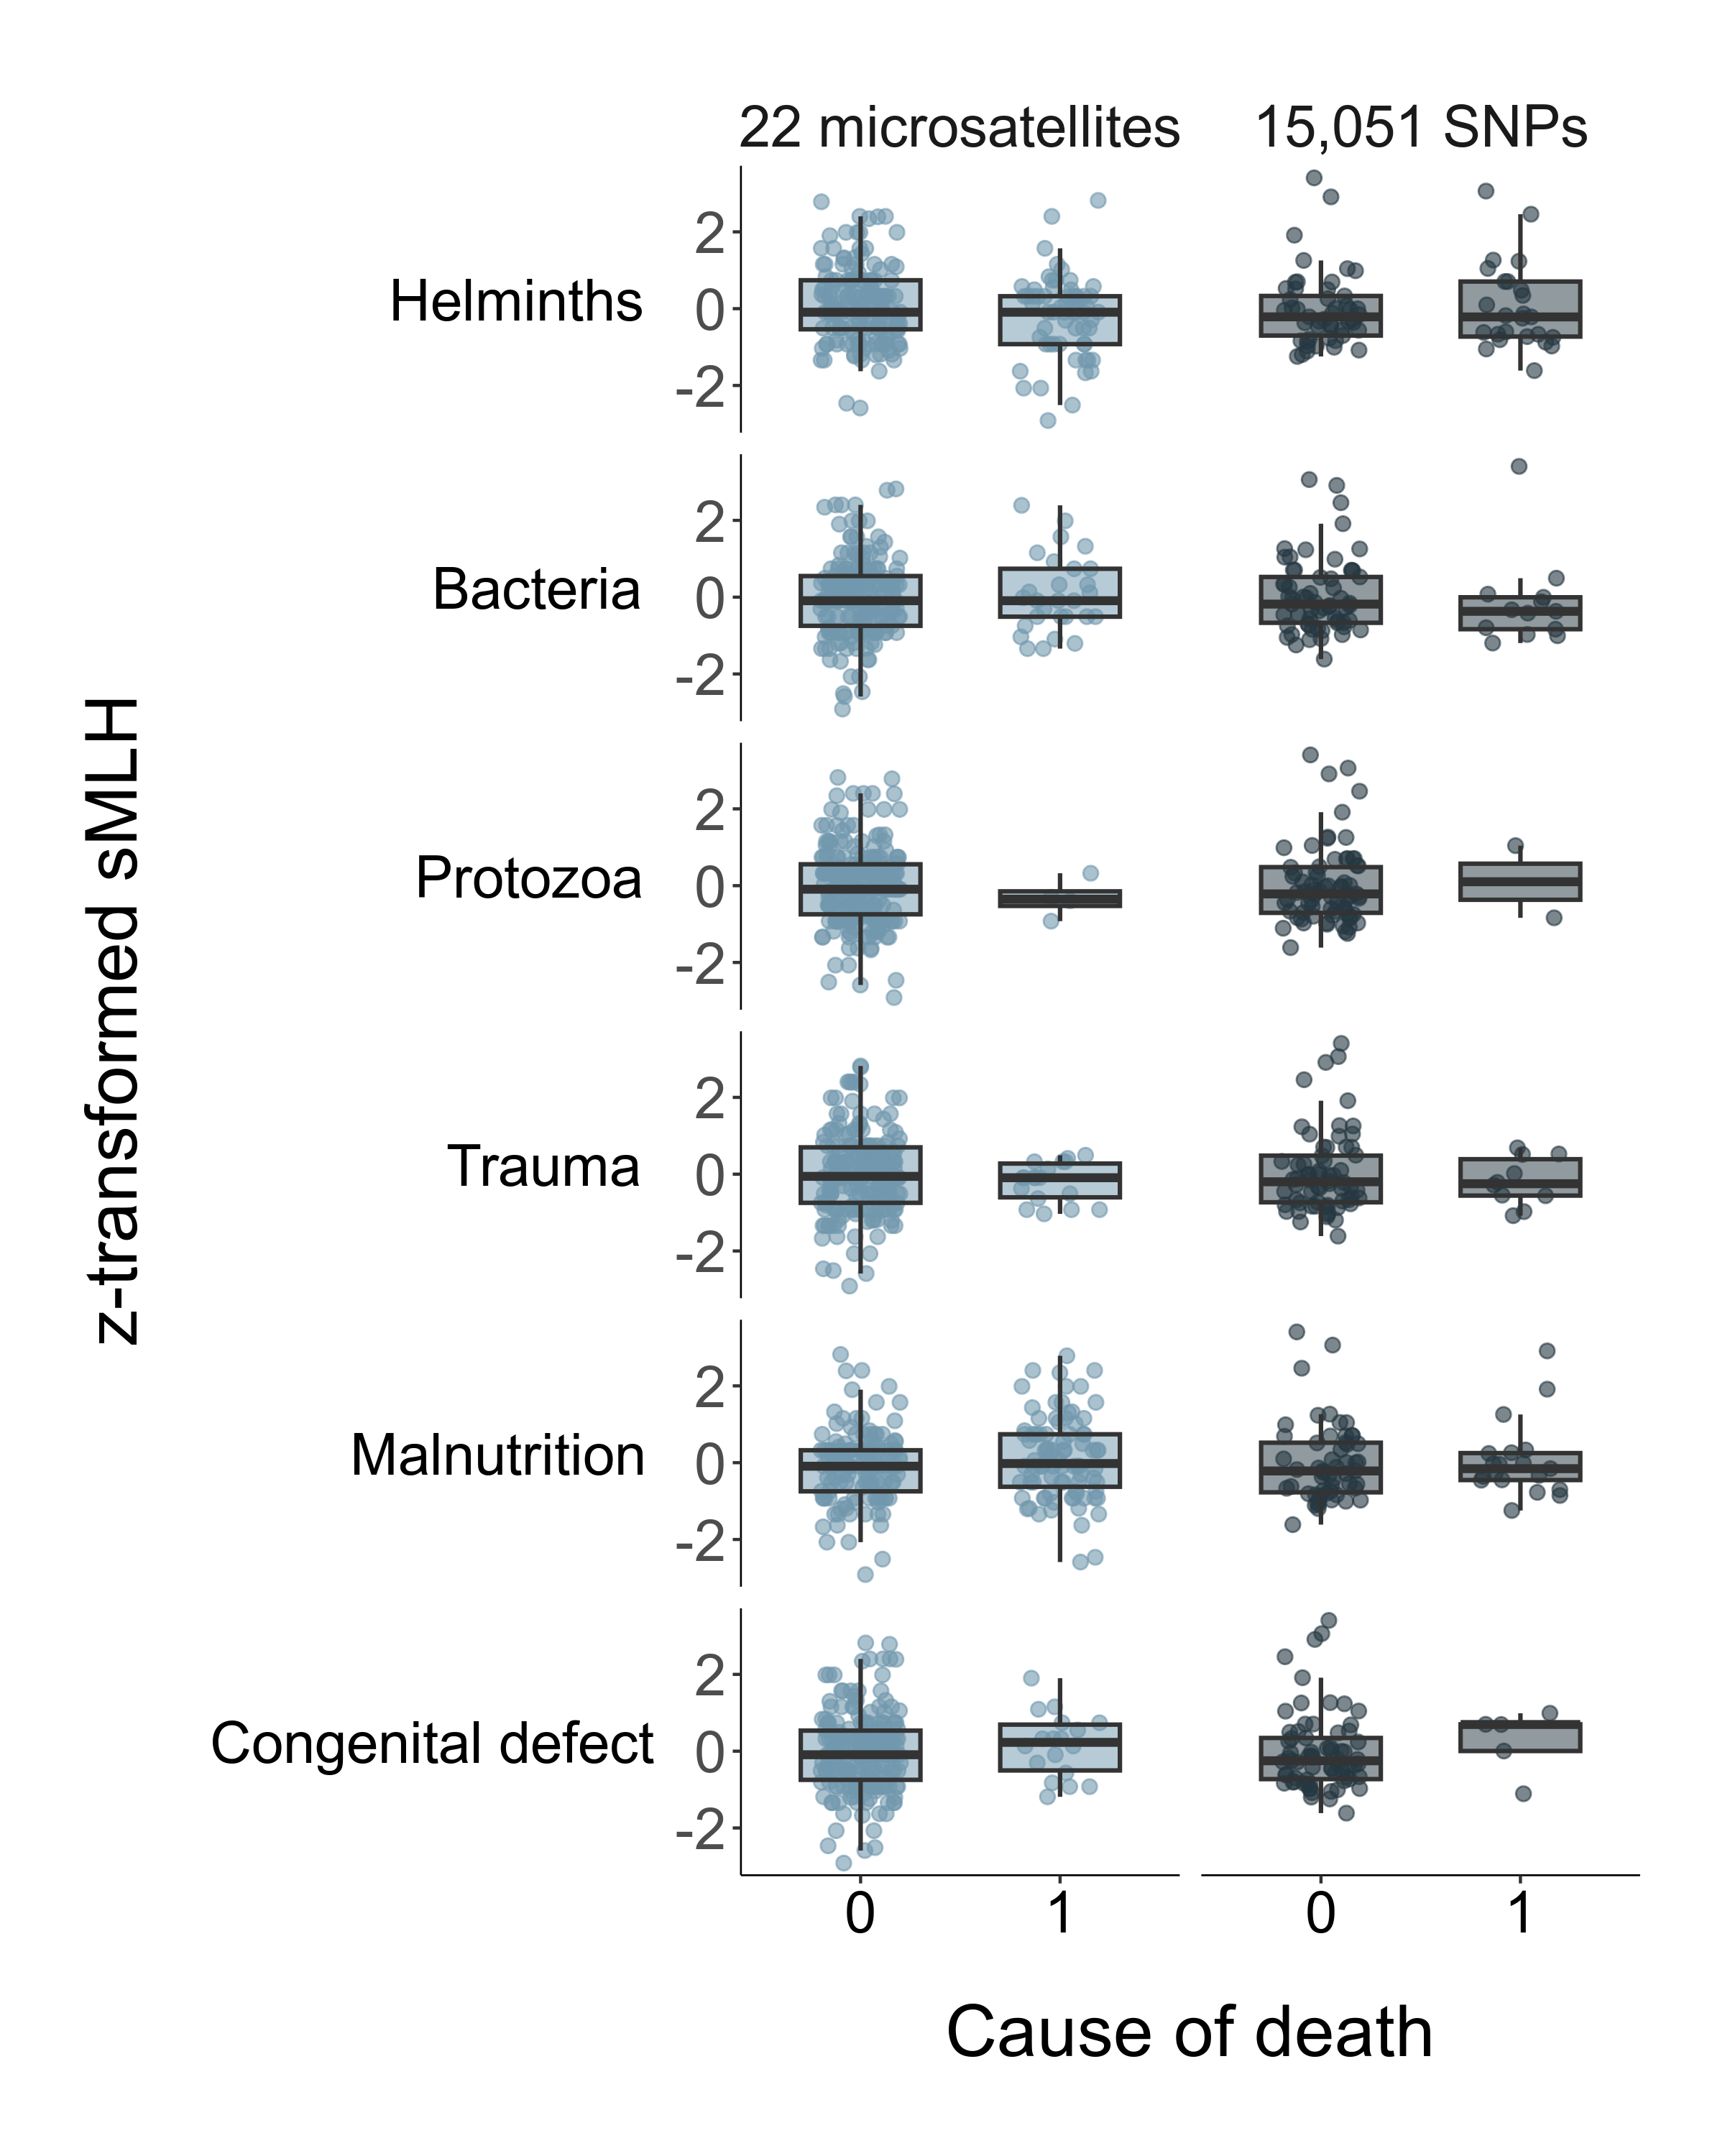 22 microsatellites 15,051 SNPs
Helminths
2
0
-2
Bacteria
2
0
-2
z-transformed sMLH
Protozoa
2
0
-2
Trauma
2
0
-2
Malnutrition
2
0
-2
Congenital defect
2
0
-2
0 1 0 1
Cause of death